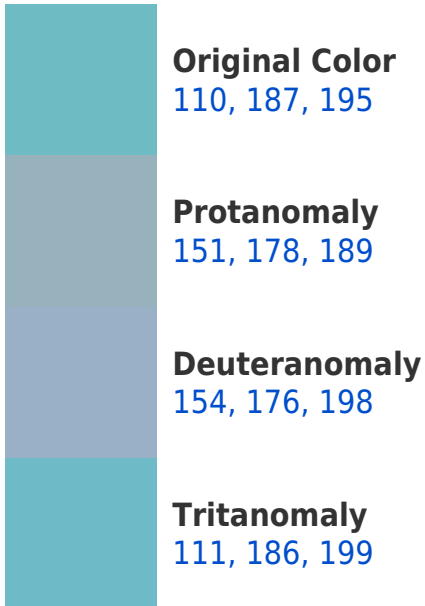 Original Color
110, 187, 195
Protanomaly
151, 178, 189
Deuteranomaly
154, 176, 198
Tritanomaly
111, 186, 199